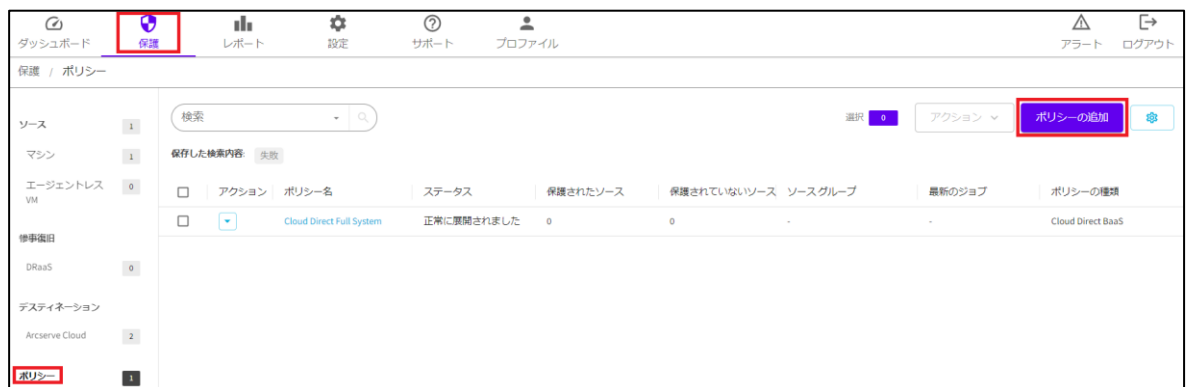 ダッシュボード 保護 レポート 設定 サポート プロファイル アラート ログアウト
保護 / ポリシー
ソース 1
マシン 1
エージェントレス VM 0
惨事復旧
DRaaS 0
デスティネーション
Arcserve Cloud 2
ポリシー 1
検索
選択 0 アクション ポリシーの追加
保存した検索内容: 失敗
アクション ポリシー名 ステータス 保護されたソース 保護されていないソース ソース グループ 最新のジョブ ポリシーの種類
Cloud Direct Full System 正常に展開されました 0 0 - - Cloud Direct BaaS